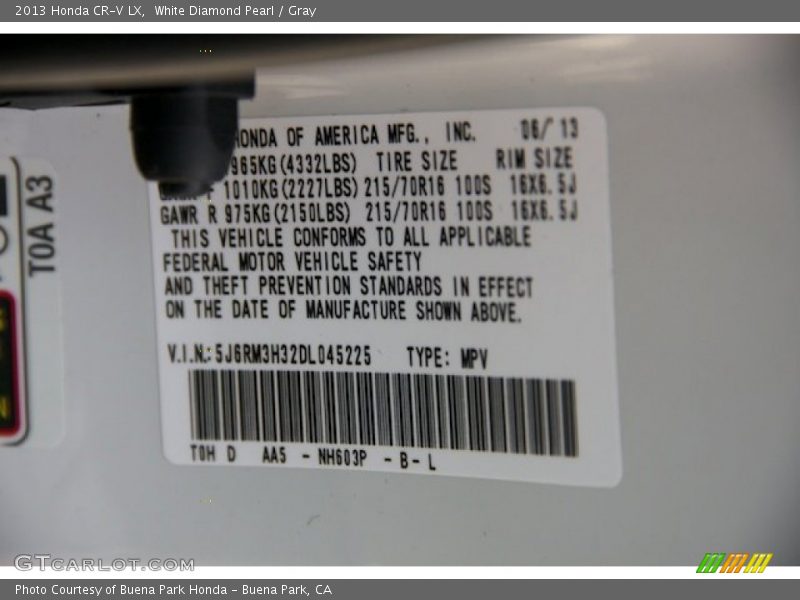 2013 Honda CR-V LX, White Diamond Pearl / Gray
HONDA OF AMERICA MFG., INC. 06/ 13
965KG(4332LBS) TIRE SIZE RIM SIZE
F 1010KG(2227LBS) 215/70R16 100S 16X6.5J
GAWR R 975KG(2150LBS) 215/70R16 100S 16X6.5J
THIS VEHICLE CONFORMS TO ALL APPLICABLE
FEDERAL MOTOR VEHICLE SAFETY
AND THEFT PREVENTION STANDARDS IN EFFECT
ON THE DATE OF MANUFACTURE SHOWN ABOVE.
V.I.N.: 5J6RM3H32DL045225 TYPE: MPV
T0H D AA5 - NH603P - B- L
T0A A3
GTCARLOT.COM
Photo Courtesy of Buena Park Honda - Buena Park, CA